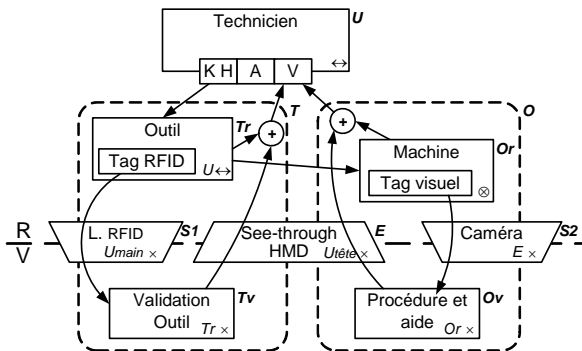 Technicien
U
↔
K H
A
V
T
O
Outil
Tr
+
+
Tag RFID
U↔
Machine
Or
Tag visuel
⊗
R
V
L. RFID
Umain ×
S1
See-through
HMD
Utête ×
E
Caméra
E ×
S2
Validation
Outil
Tr ×
Tv
Procédure et
aide
Or ×
Ov